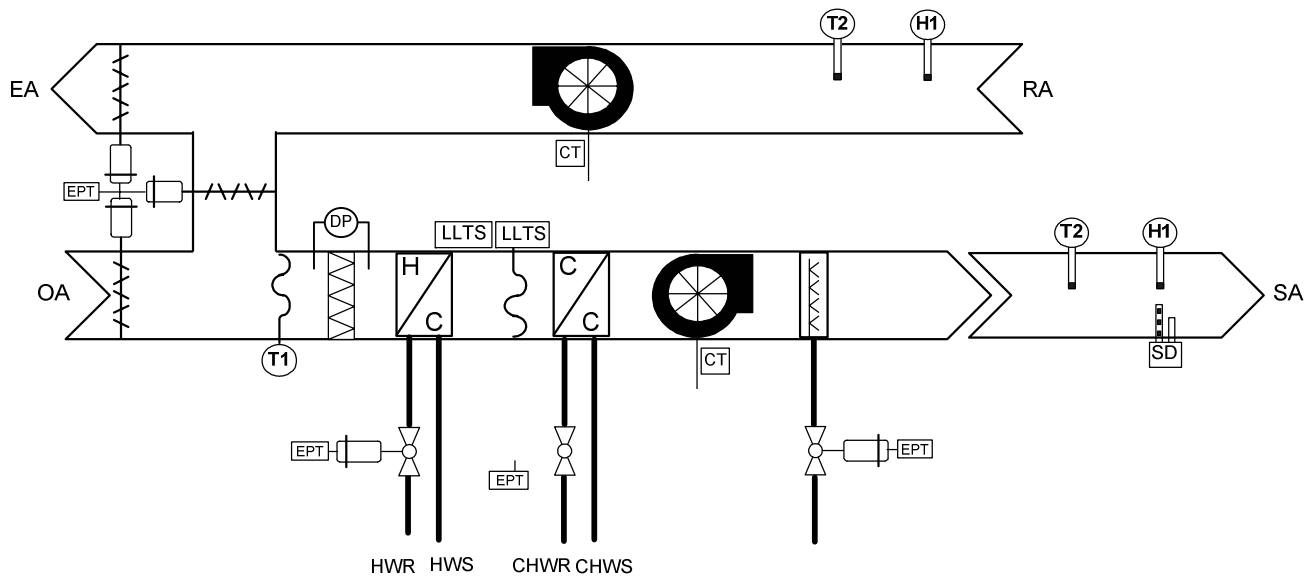 T2 H1
EA RA
CT
EPT
DP
LLTS LLTS
T2 H1
H C
C C
OA SA
T1
CT
SD
EPT
EPT
EPT
HWR HWS CHWR CHWS